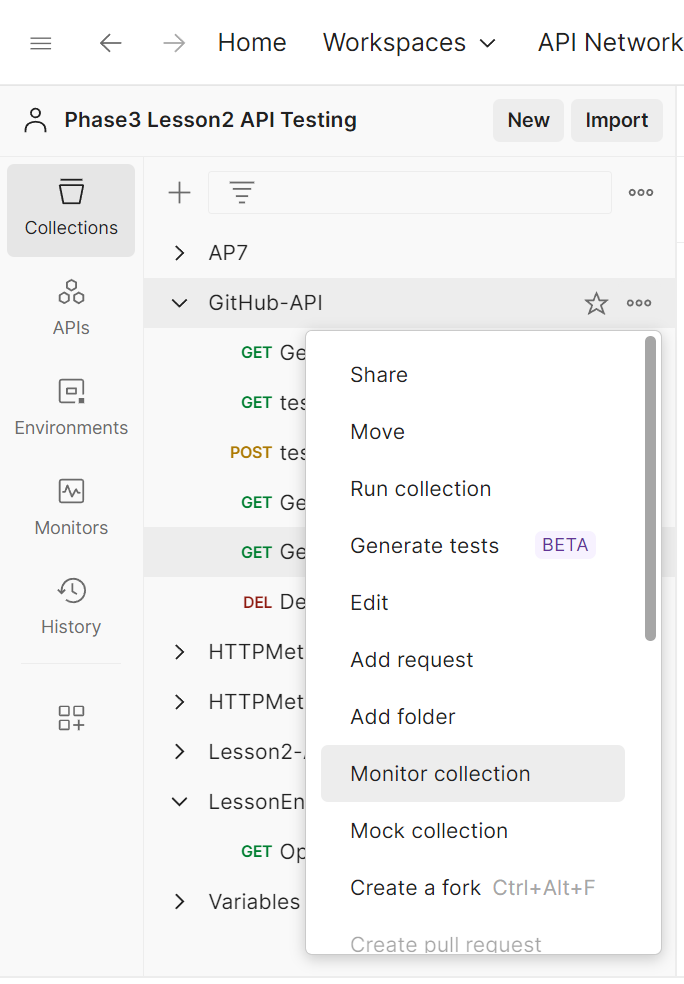 Home Workspaces API Network
Phase3 Lesson2 API Testing New Import
Collections
APIs
Environments
Monitors
History
AP7
GitHub-API
GET Ge
GET tes
POST tes
GET Ge
GET Ge
DEL De
HTTPMet
HTTPMet
Lesson2-
LessonEn
GET Op
Variables
Share
Move
Run collection
Generate tests BETA
Edit
Add request
Add folder
Monitor collection
Mock collection
Create a fork Ctrl+Alt+F
Create pull request